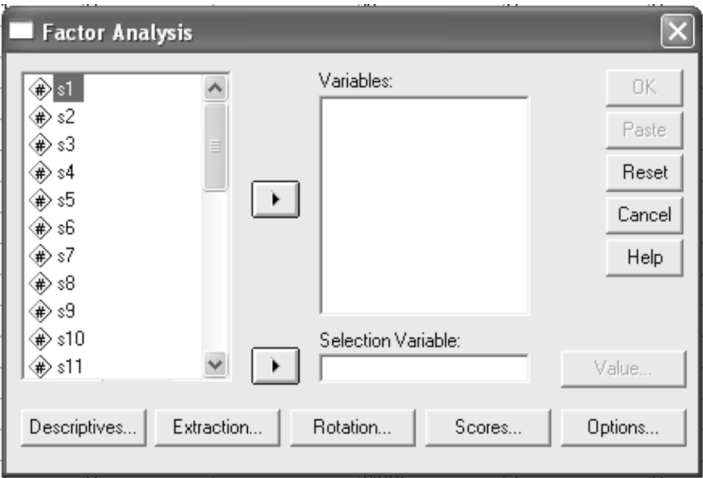 Factor Analysis
s1
s2
s3
s4
s5
s6
s7
s8
s9
s10
s11
Variables:
Selection Variable:
OK
Paste
Reset
Cancel
Help
Value...
Descriptives...
Extraction...
Rotation...
Scores...
Options...